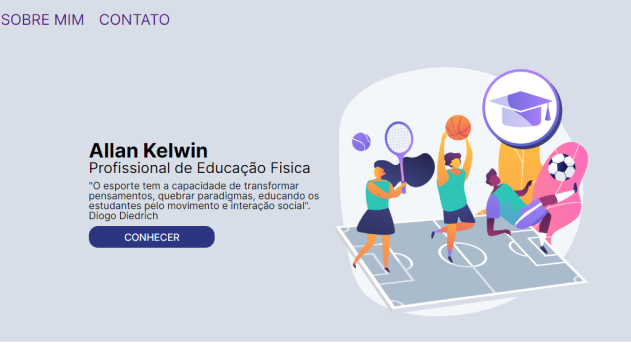 SOBRE MIM CONTATO
Allan Kelwin
Profissional de Educação Fisica
"O esporte tem a capacidade de transformar
pensamentos, quebrar paradigmas, educando os
estudantes pelo movimento e interação social".
Diogo Diedrich
CONHECER